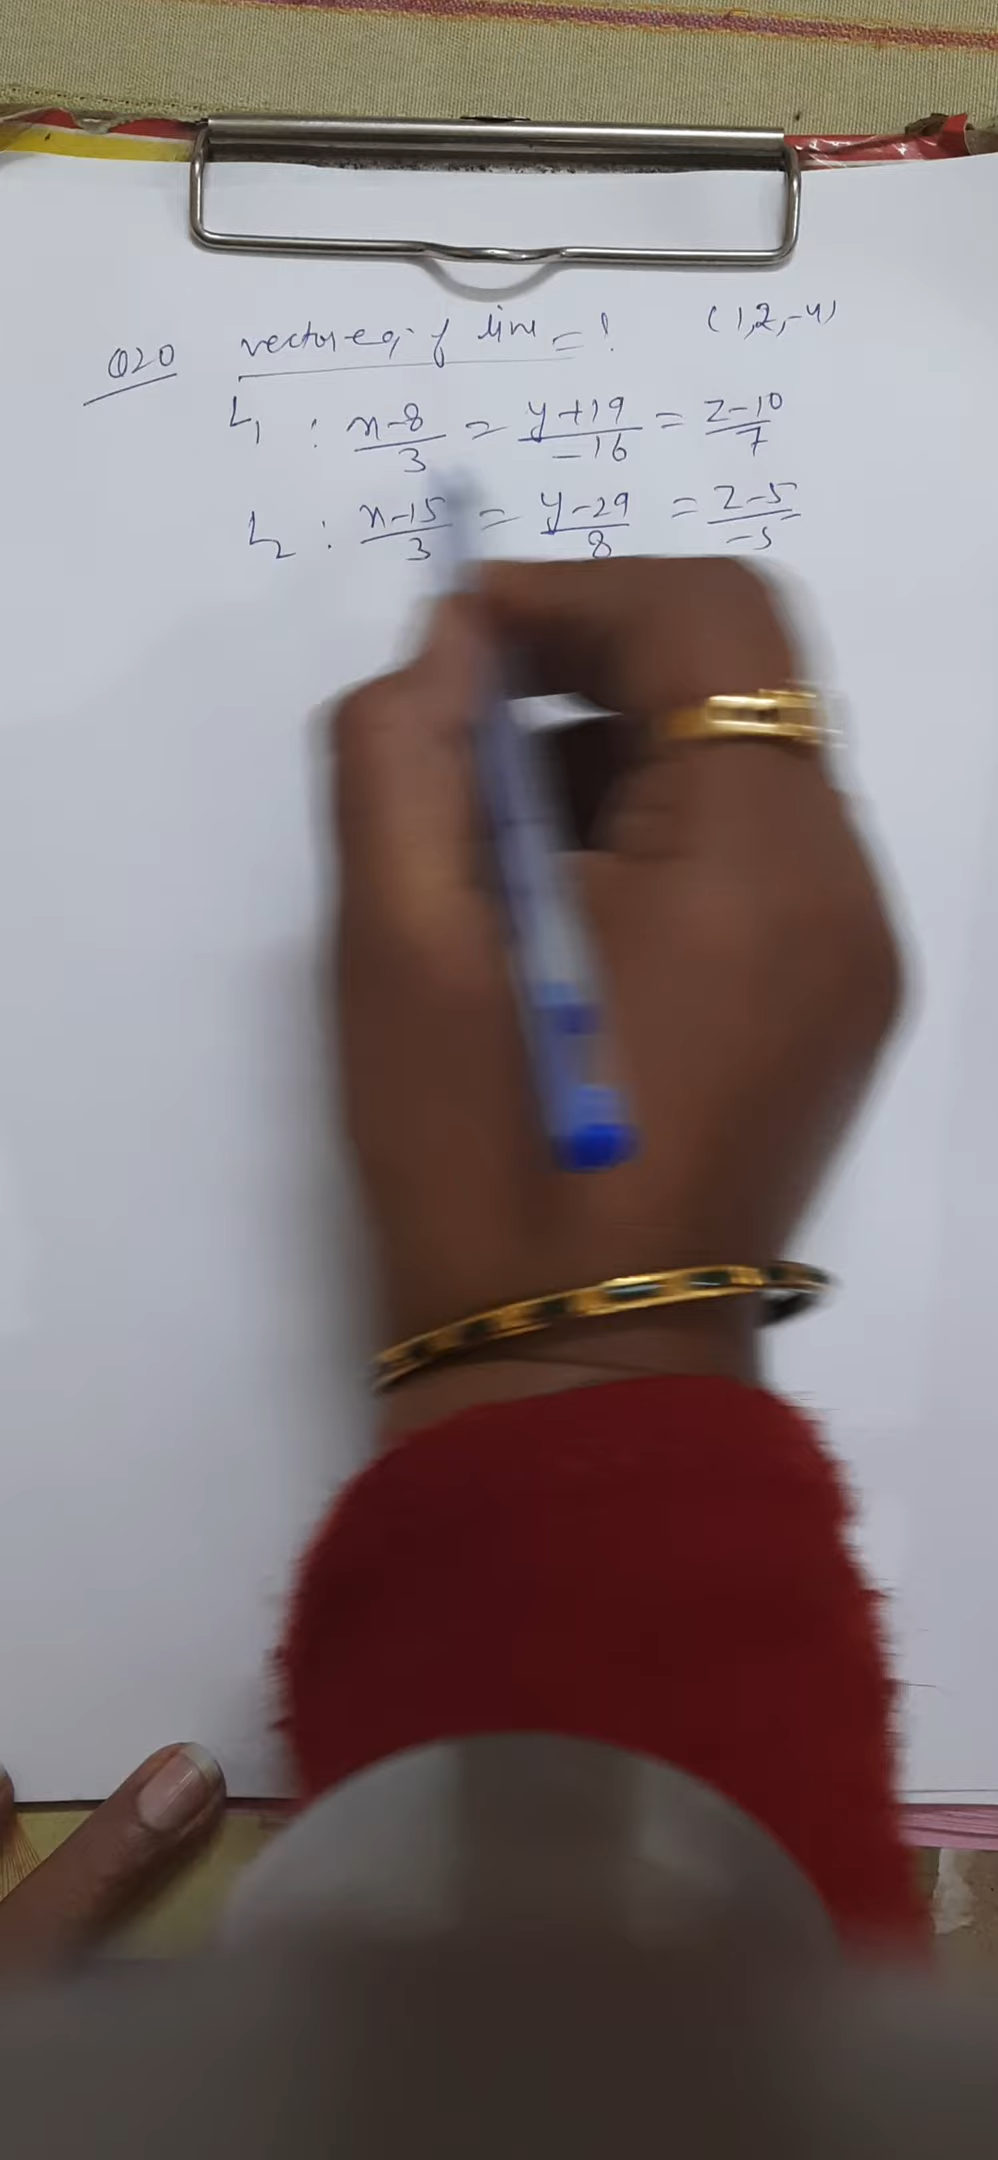 Q20 vector eq. of line = ? (1,2,-4)
L1 : x-8/3 = y+19/-16 = z-10/7
L2 : x-15/3 = y-29/8 = z-5/-5